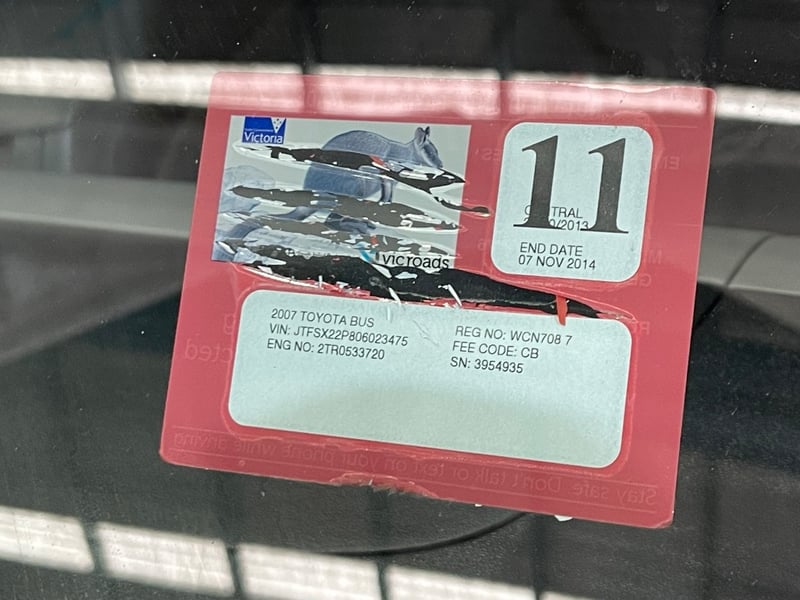 Victoria
vicroads
11
END DATE
07 NOV 2014
2007 TOYOTA BUS
VIN: JTFSX22P806023475
ENG NO: 2TR0533720
REG NO: WCN708 7
FEE CODE: CB
SN: 3954935
Stay safe. Don't talk or text on your phone while driving